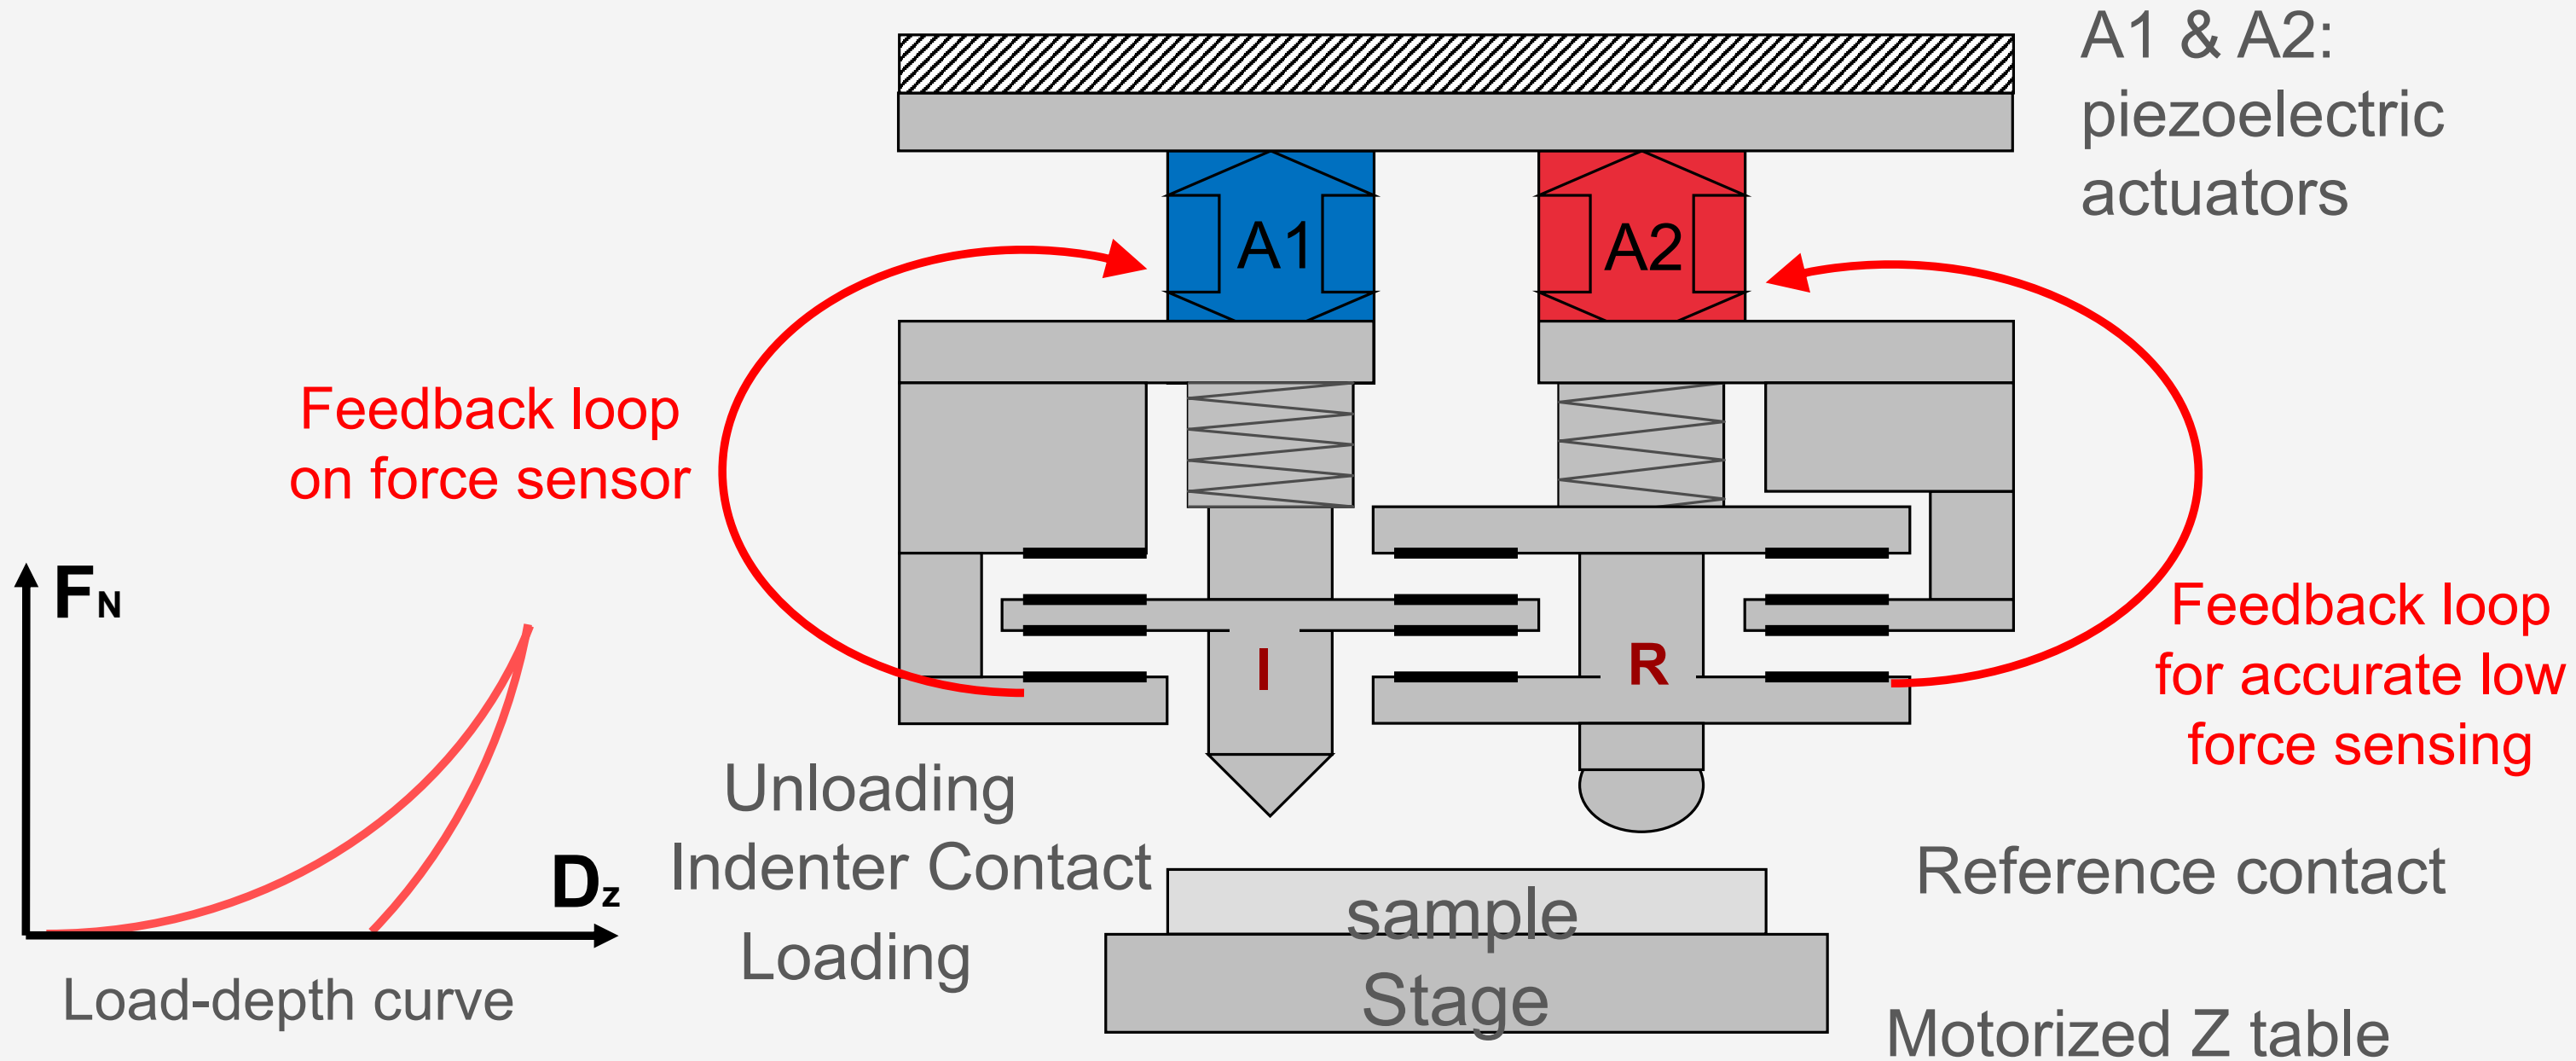 A1 & A2:
piezoelectric
actuators
A1
A2
Feedback loop
on force sensor
Feedback loop
for accurate low
force sensing
FN
Dz
Load-depth curve
I
R
Unloading
Indenter Contact
Loading
sample
Stage
Reference contact
Motorized Z table